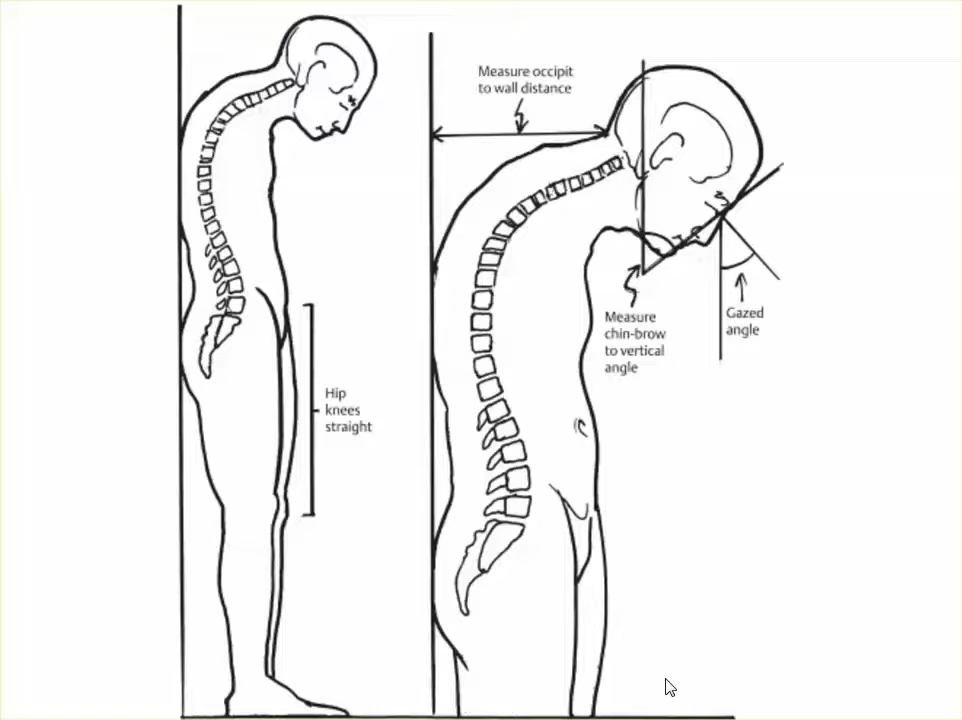 Measure occipit
to wall distance
Measure
chin-brow
to vertical
angle
Gazed
angle
Hip
knees
straight